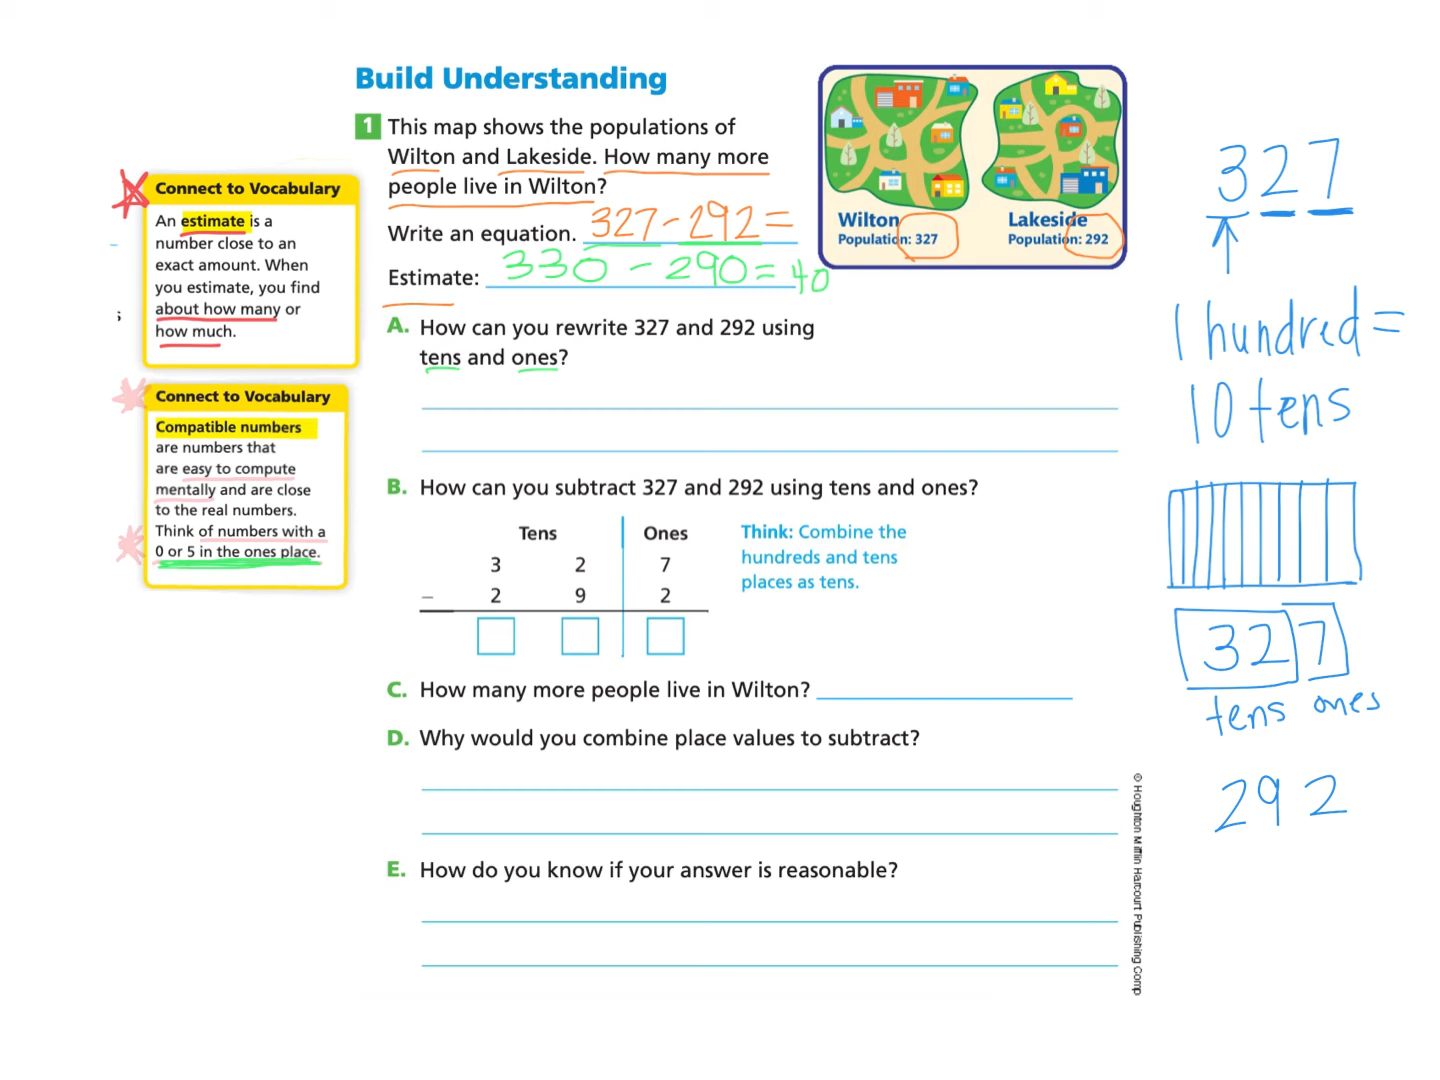 Build Understanding
1 This map shows the populations of
Wilton and Lakeside. How many more
people live in Wilton?
Write an equation. 327 - 292 =
Estimate: 330 - 290 = 40
Wilton
Population: 327
Lakeside
Population: 292
Connect to Vocabulary
An estimate is a
number close to an
exact amount. When
you estimate, you find
about how many or
how much.
s
Connect to Vocabulary
Compatible numbers
are numbers that
are easy to compute
mentally and are close
to the real numbers.
Think of numbers with a
0 or 5 in the ones place.
A. How can you rewrite 327 and 292 using
tens and ones?
B. How can you subtract 327 and 292 using tens and ones?
Tens Ones
3 2 7
- 2 9 2
Think: Combine the
hundreds and tens
places as tens.
C. How many more people live in Wilton?
D. Why would you combine place values to subtract?
E. How do you know if your answer is reasonable?
© Houghton Mifflin Harcourt Publishing Comp
327
1 hundred =
10 tens
327
tens ones
292